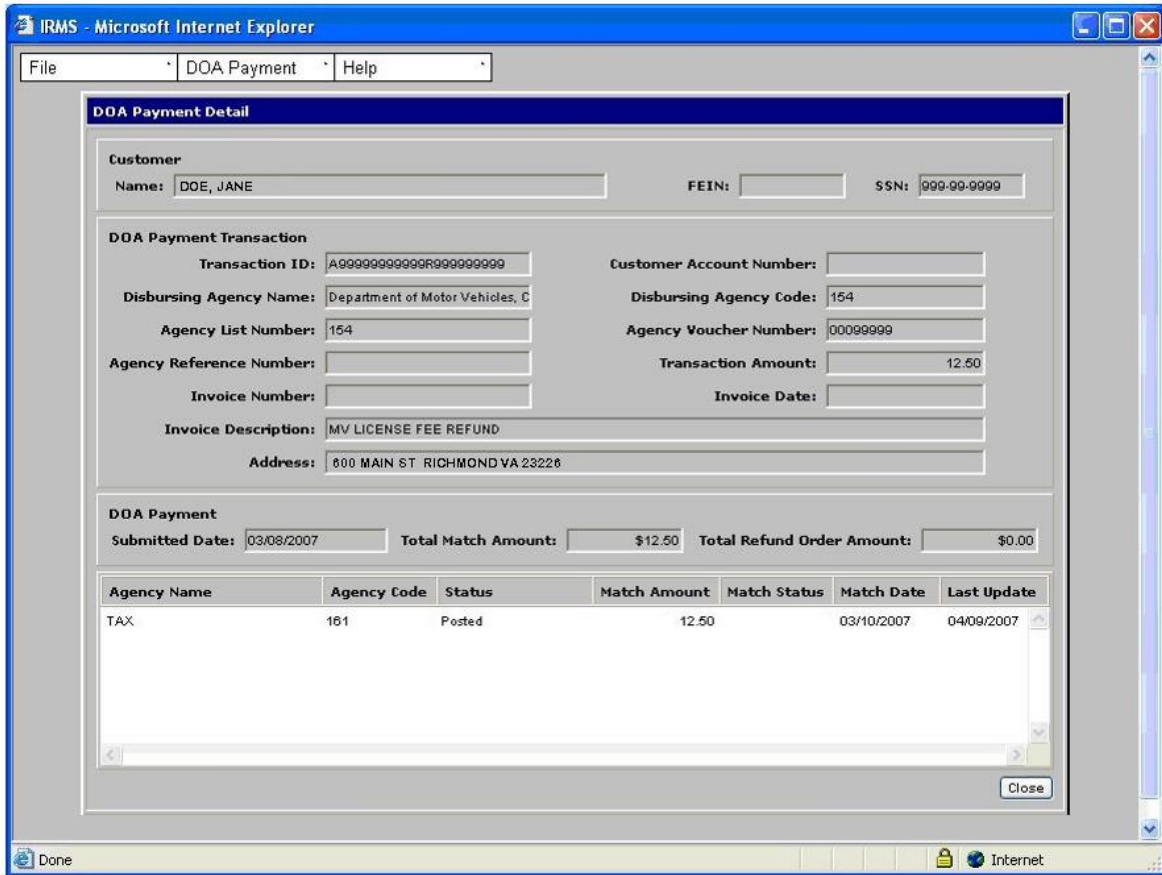 IRMS - Microsoft Internet Explorer
File DOA Payment Help
DOA Payment Detail
Customer
Name: DOE, JANE FEIN: SSN: 999-99-9999
DOA Payment Transaction
Transaction ID: A99999999999R999999999 Customer Account Number:
Disbursing Agency Name: Department of Motor Vehicles, C Disbursing Agency Code: 154
Agency List Number: 154 Agency Voucher Number: 00099999
Agency Reference Number: Transaction Amount: 12.50
Invoice Number: Invoice Date:
Invoice Description: MV LICENSE FEE REFUND
Address: 600 MAIN ST RICHMOND VA 23226
DOA Payment
Submitted Date: 03/08/2007 Total Match Amount: $12.50 Total Refund Order Amount: $0.00
Agency Name Agency Code Status Match Amount Match Status Match Date Last Update
TAX 161 Posted 12.50 03/10/2007 04/09/2007
Close
Done Internet